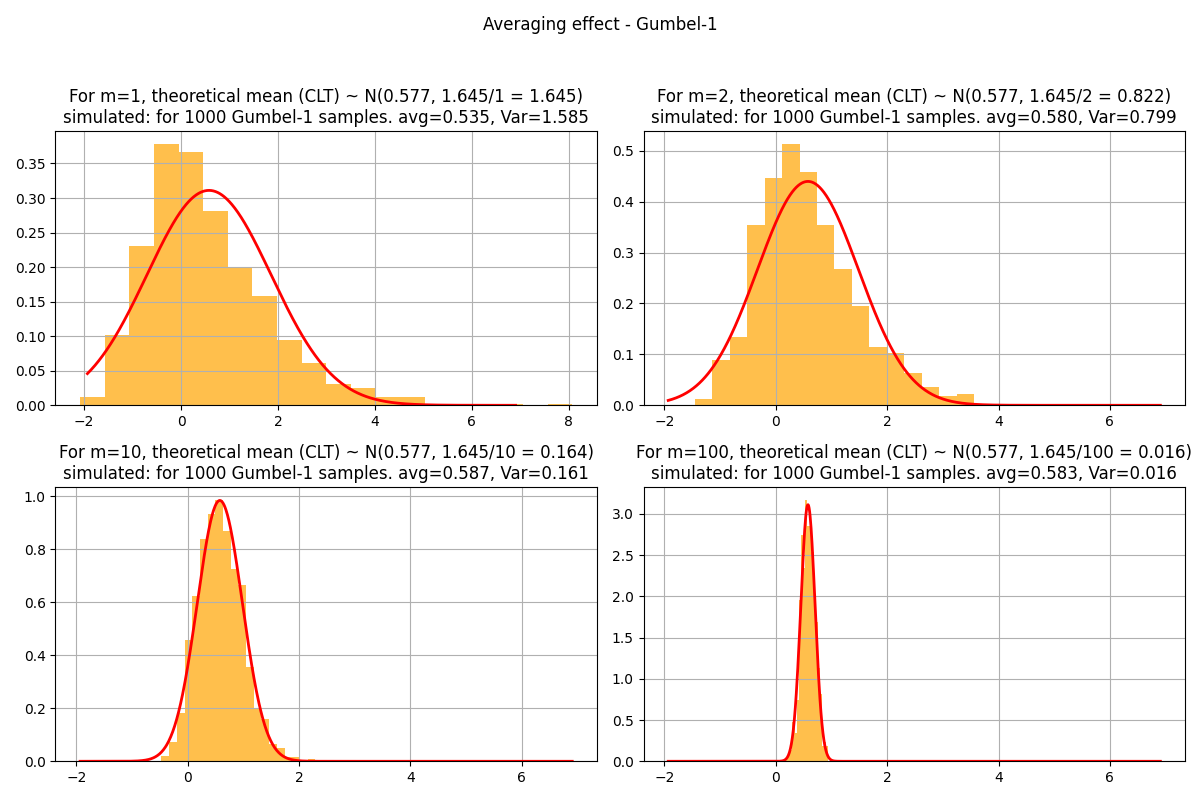 Averaging effect - Gumbel-1
For m=1, theoretical mean (CLT) ~ N(0.577, 1.645/1 = 1.645)
simulated: for 1000 Gumbel-1 samples. avg=0.535, Var=1.585
0.35
0.30
0.25
0.20
0.15
0.10
0.05
0.00
−2 0 2 4 6 8
For m=2, theoretical mean (CLT) ~ N(0.577, 1.645/2 = 0.822)
simulated: for 1000 Gumbel-1 samples. avg=0.580, Var=0.799
0.5
0.4
0.3
0.2
0.1
0.0
−2 0 2 4 6
For m=10, theoretical mean (CLT) ~ N(0.577, 1.645/10 = 0.164)
simulated: for 1000 Gumbel-1 samples. avg=0.587, Var=0.161
1.0
0.8
0.6
0.4
0.2
0.0
−2 0 2 4 6
For m=100, theoretical mean (CLT) ~ N(0.577, 1.645/100 = 0.016)
simulated: for 1000 Gumbel-1 samples. avg=0.583, Var=0.016
3.0
2.5
2.0
1.5
1.0
0.5
0.0
−2 0 2 4 6